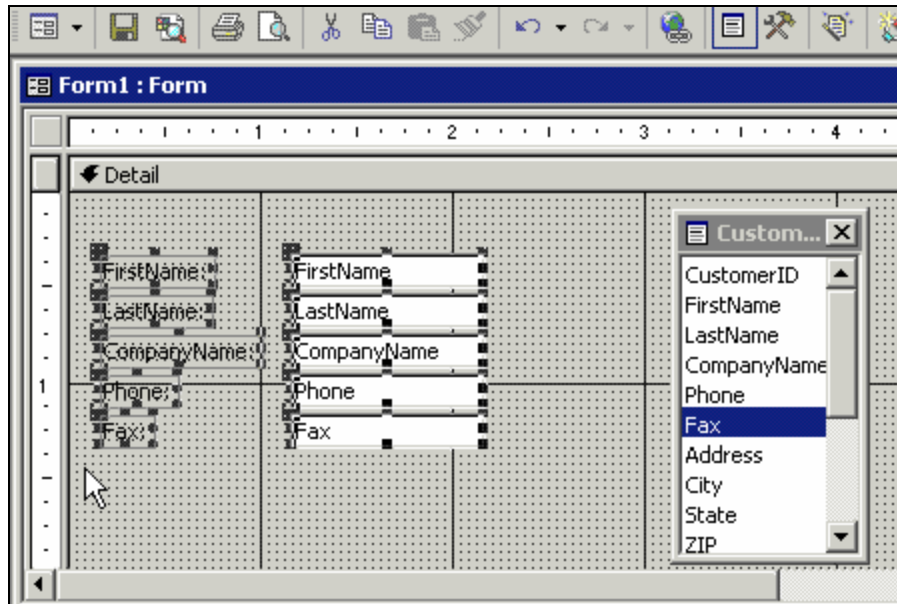 Form1 : Form
1 2 3 4
Detail
FirstName: FirstName
LastName: LastName
CompanyName: CompanyName
1
Phone: Phone
Fax: Fax
Custom...
CustomerID
FirstName
LastName
CompanyName
Phone
Fax
Address
City
State
ZIP